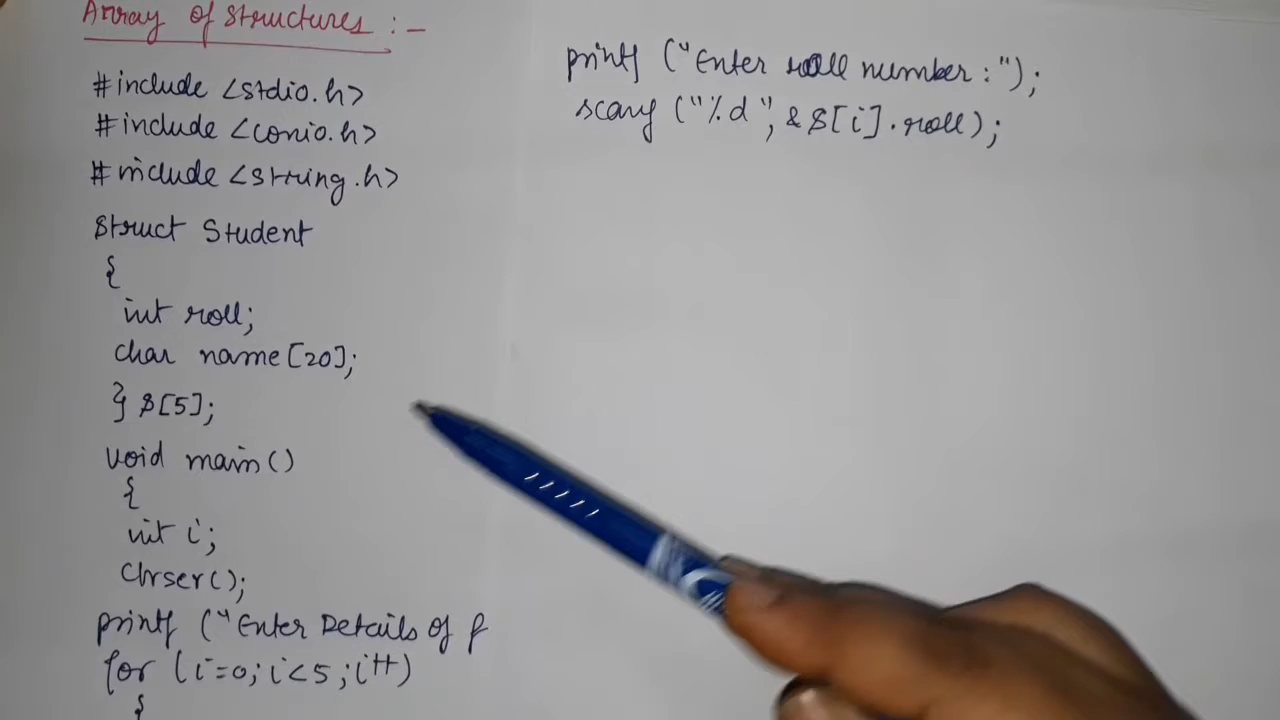 Array of Structures :-
#include <stdio.h>
#include <conio.h>
#include <string.h>
Struct Student
{
int roll;
char name [20];
} S[5];
void main ()
{
int i;
clrscr();
printf ("Enter Details of f
for (i=0; i<5; i++)
{
printf ("Enter roll number :");
scanf ("%d", & S[i].roll);